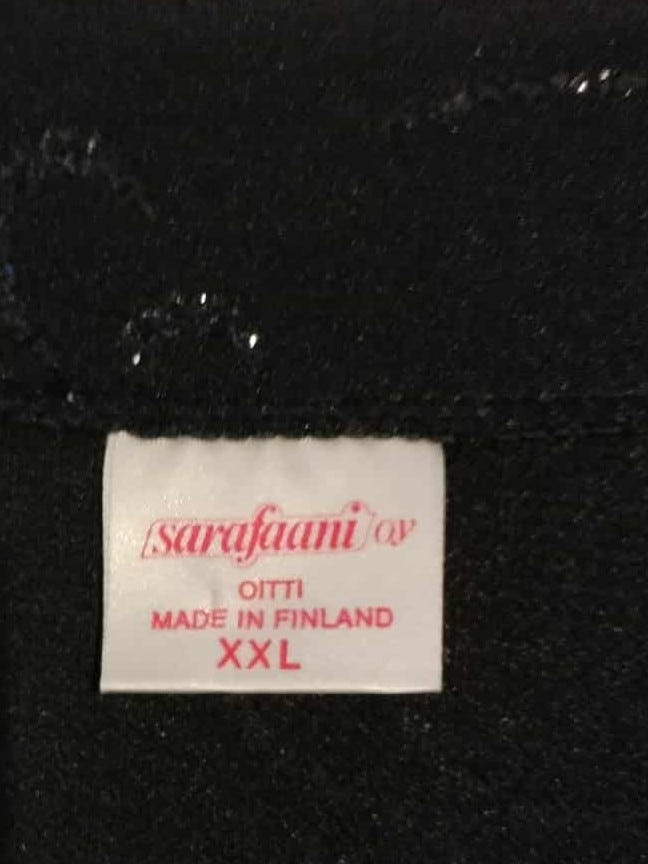 sarafaani oy
OITTI
MADE IN FINLAND
XXL